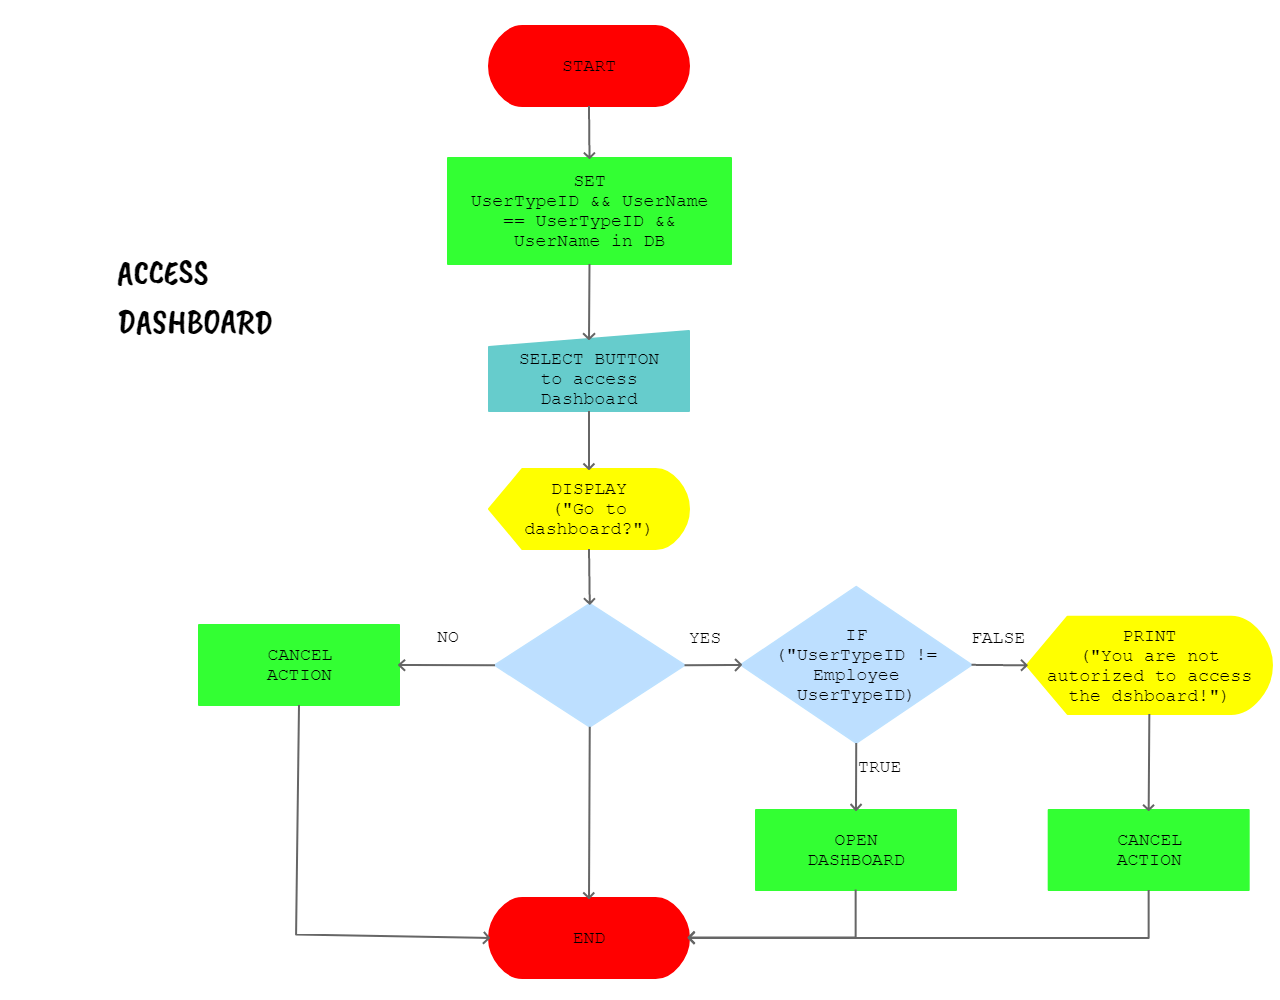 START
SET
UserTypeID && UserName
== UserTypeID &&
UserName in DB
ACCESS
DASHBOARD
SELECT BUTTON
to access
Dashboard
DISPLAY
("Go to
dashboard?")
NO
YES
CANCEL
ACTION
IF
("UserTypeID !=
Employee
UserTypeID)
FALSE
PRINT
("You are not
autorized to access
the dshboard!")
TRUE
OPEN
DASHBOARD
CANCEL
ACTION
END